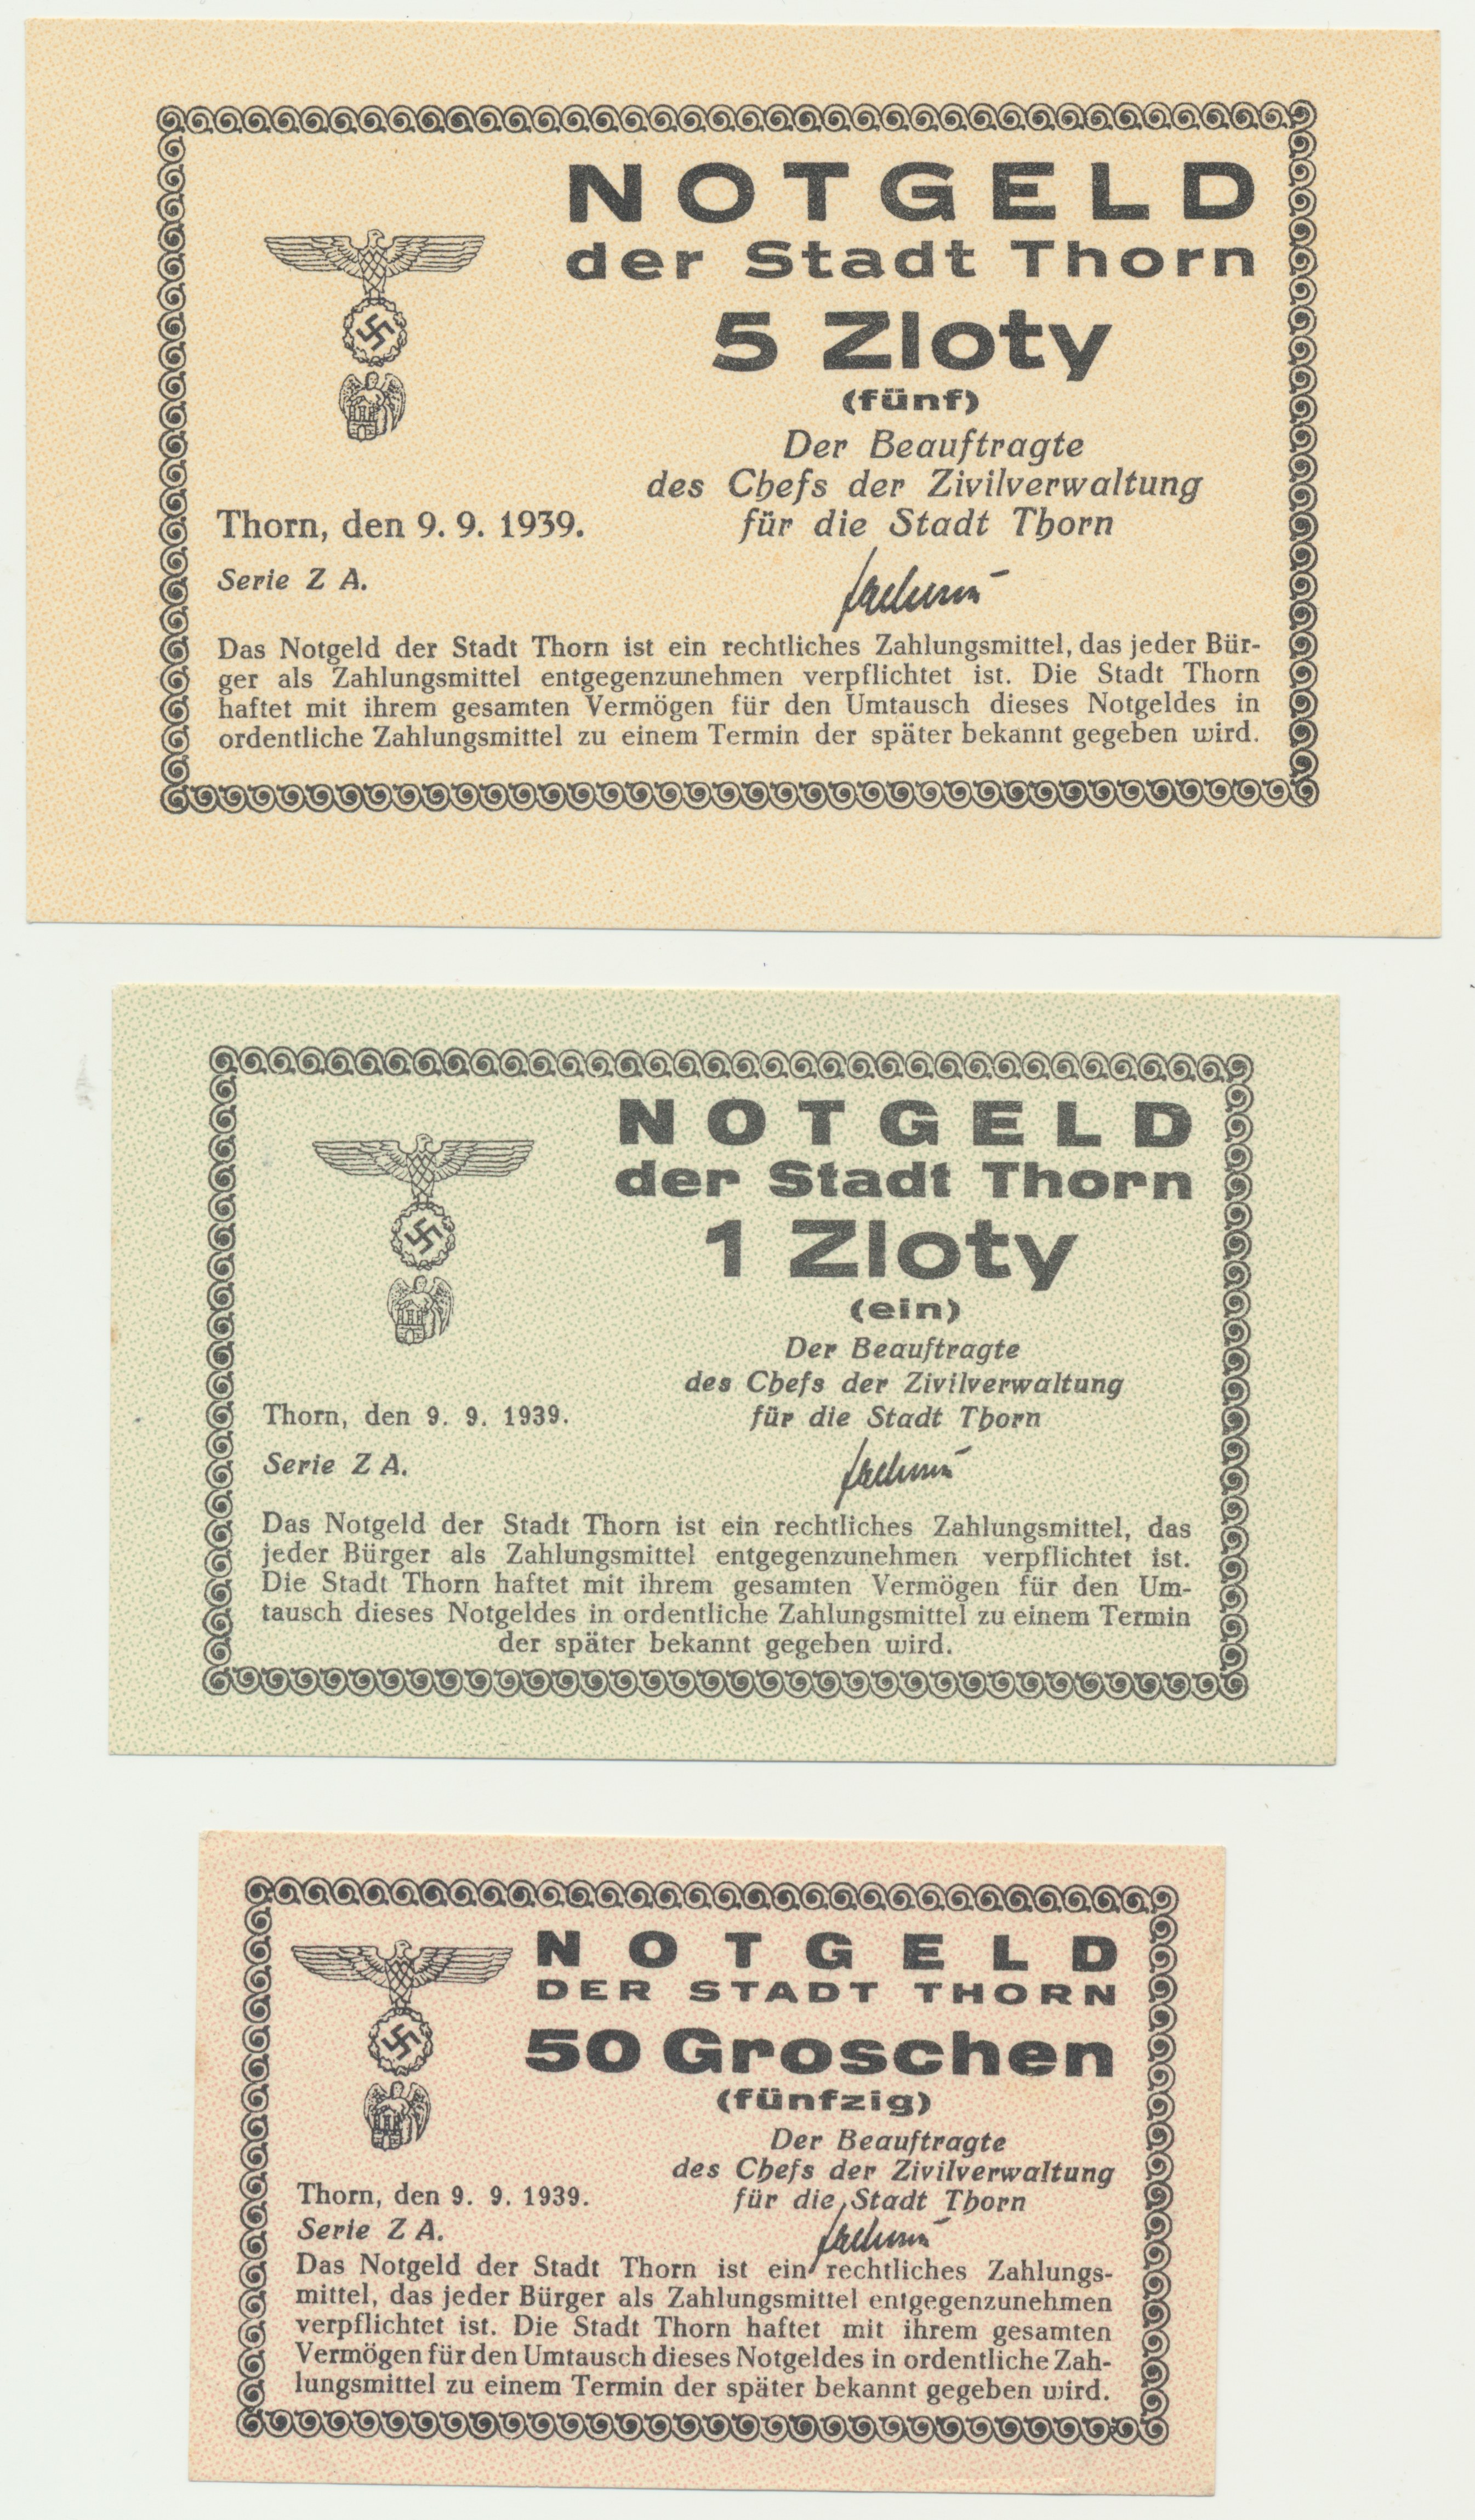 NOTGELD
der Stadt Thorn
5 Zloty
(fünf)
Der Beauftragte
des Chefs der Zivilverwaltung
für die Stadt Thorn
Thorn, den 9. 9. 1939.
Serie Z A.
Das Notgeld der Stadt Thorn ist ein rechtliches Zahlungsmittel, das jeder Bür-
ger als Zahlungsmittel entgegenzunehmen verpflichtet ist. Die Stadt Thorn
haftet mit ihrem gesamten Vermögen für den Umtausch dieses Notgeldes in
ordentliche Zahlungsmittel zu einem Termin der später bekannt gegeben wird.
NOTGELD
der Stadt Thorn
1 Zloty
(ein)
Der Beauftragte
des Chefs der Zivilverwaltung
für die Stadt Thorn
Thorn, den 9. 9. 1939.
Serie Z A.
Das Notgeld der Stadt Thorn ist ein rechtliches Zahlungsmittel, das
jeder Bürger als Zahlungsmittel entgegenzunehmen verpflichtet ist.
Die Stadt Thorn haftet mit ihrem gesamten Vermögen für den Um-
tausch dieses Notgeldes in ordentliche Zahlungsmittel zu einem Termin
der später bekannt gegeben wird.
NOTGELD
DER STADT THORN
50 Groschen
(fünfzig)
Der Beauftragte
des Chefs der Zivilverwaltung
für die Stadt Thorn
Thorn, den 9. 9. 1939.
Serie Z A.
Das Notgeld der Stadt Thorn ist ein rechtliches Zahlungs-
mittel, das jeder Bürger als Zahlungsmittel entgegenzunehmen
verpflichtet ist. Die Stadt Thorn haftet mit ihrem gesamten
Vermögen für den Umtausch dieses Notgeldes in ordentliche Zah-
lungsmittel zu einem Termin der später bekannt gegeben wird.